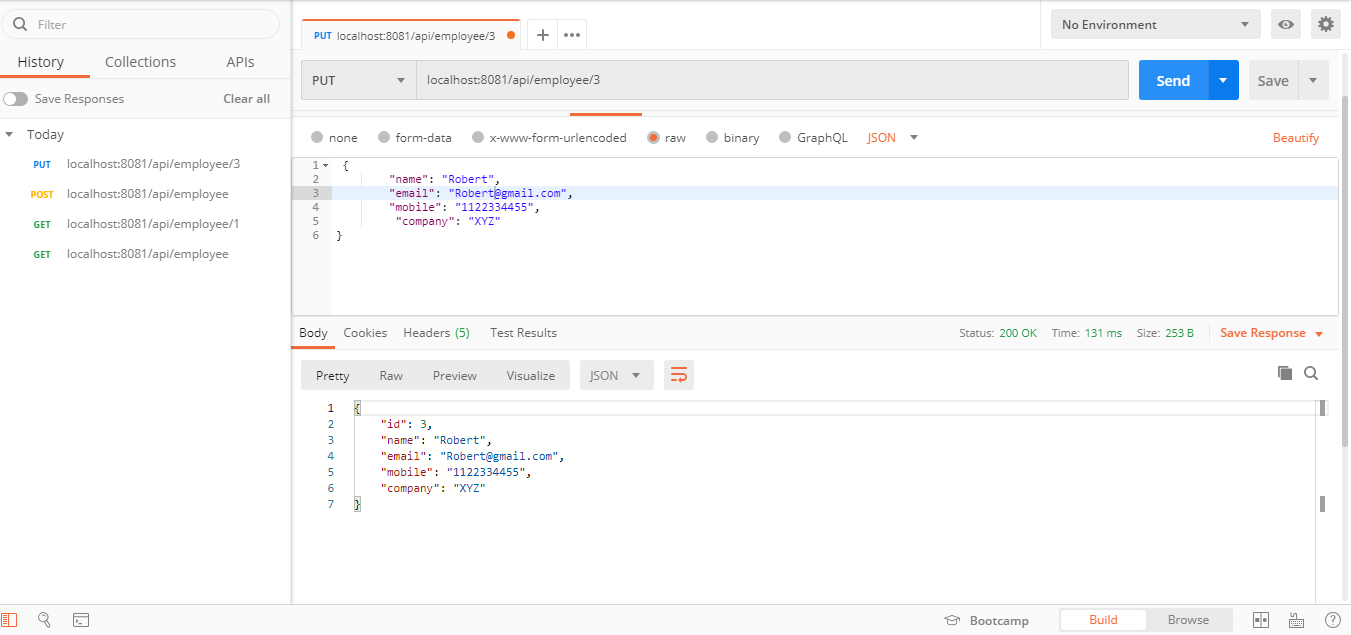 Filter
History Collections APIs
Save Responses Clear all
Today
PUT localhost:8081/api/employee/3
POST localhost:8081/api/employee
GET localhost:8081/api/employee/1
GET localhost:8081/api/employee
PUT localhost:8081/api/employee/3
No Environment
PUT localhost:8081/api/employee/3 Send Save
none form-data x-www-form-urlencoded raw binary GraphQL JSON Beautify
1 {
2 "name": "Robert",
3 "email": "Robert@gmail.com",
4 "mobile": "1122334455",
5 "company": "XYZ"
6 }
Body Cookies Headers (5) Test Results Status: 200 OK Time: 131 ms Size: 253 B Save Response
Pretty Raw Preview Visualize JSON
1 {
2 "id": 3,
3 "name": "Robert",
4 "email": "Robert@gmail.com",
5 "mobile": "1122334455",
6 "company": "XYZ"
7 }
Bootcamp Build Browse